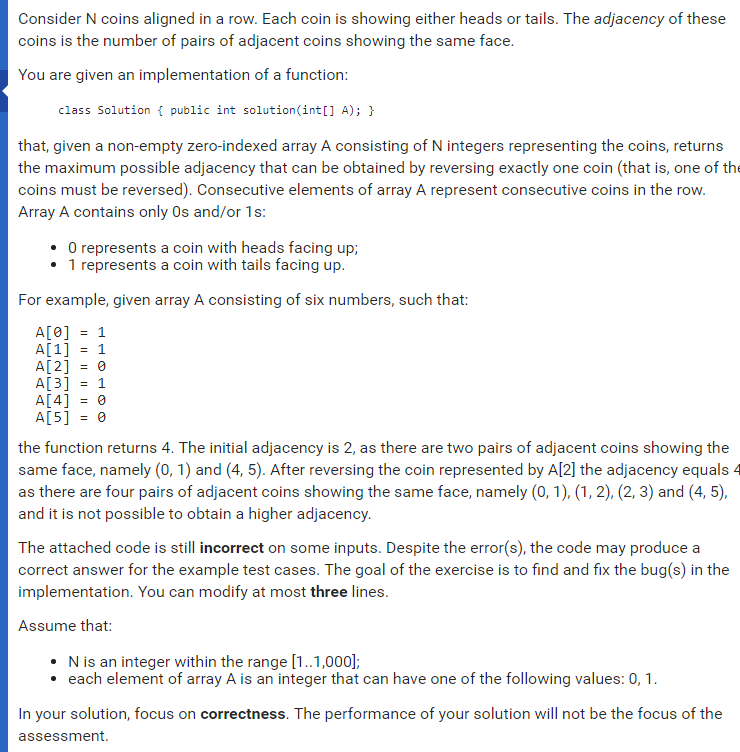 Consider N coins aligned in a row. Each coin is showing either heads or tails. The adjacency of these
coins is the number of pairs of adjacent coins showing the same face.
You are given an implementation of a function:
class Solution { public int solution(int[] A); }
that, given a non-empty zero-indexed array A consisting of N integers representing the coins, returns
the maximum possible adjacency that can be obtained by reversing exactly one coin (that is, one of the
coins must be reversed). Consecutive elements of array A represent consecutive coins in the row.
Array A contains only 0s and/or 1s:
• 0 represents a coin with heads facing up;
• 1 represents a coin with tails facing up.
For example, given array A consisting of six numbers, such that:
A[0] = 1
A[1] = 1
A[2] = 0
A[3] = 1
A[4] = 0
A[5] = 0
the function returns 4. The initial adjacency is 2, as there are two pairs of adjacent coins showing the
same face, namely (0, 1) and (4, 5). After reversing the coin represented by A[2] the adjacency equals 4
as there are four pairs of adjacent coins showing the same face, namely (0, 1), (1, 2), (2, 3) and (4, 5),
and it is not possible to obtain a higher adjacency.
The attached code is still incorrect on some inputs. Despite the error(s), the code may produce a
correct answer for the example test cases. The goal of the exercise is to find and fix the bug(s) in the
implementation. You can modify at most three lines.
Assume that:
• N is an integer within the range [1..1,000];
• each element of array A is an integer that can have one of the following values: 0, 1.
In your solution, focus on correctness. The performance of your solution will not be the focus of the
assessment.